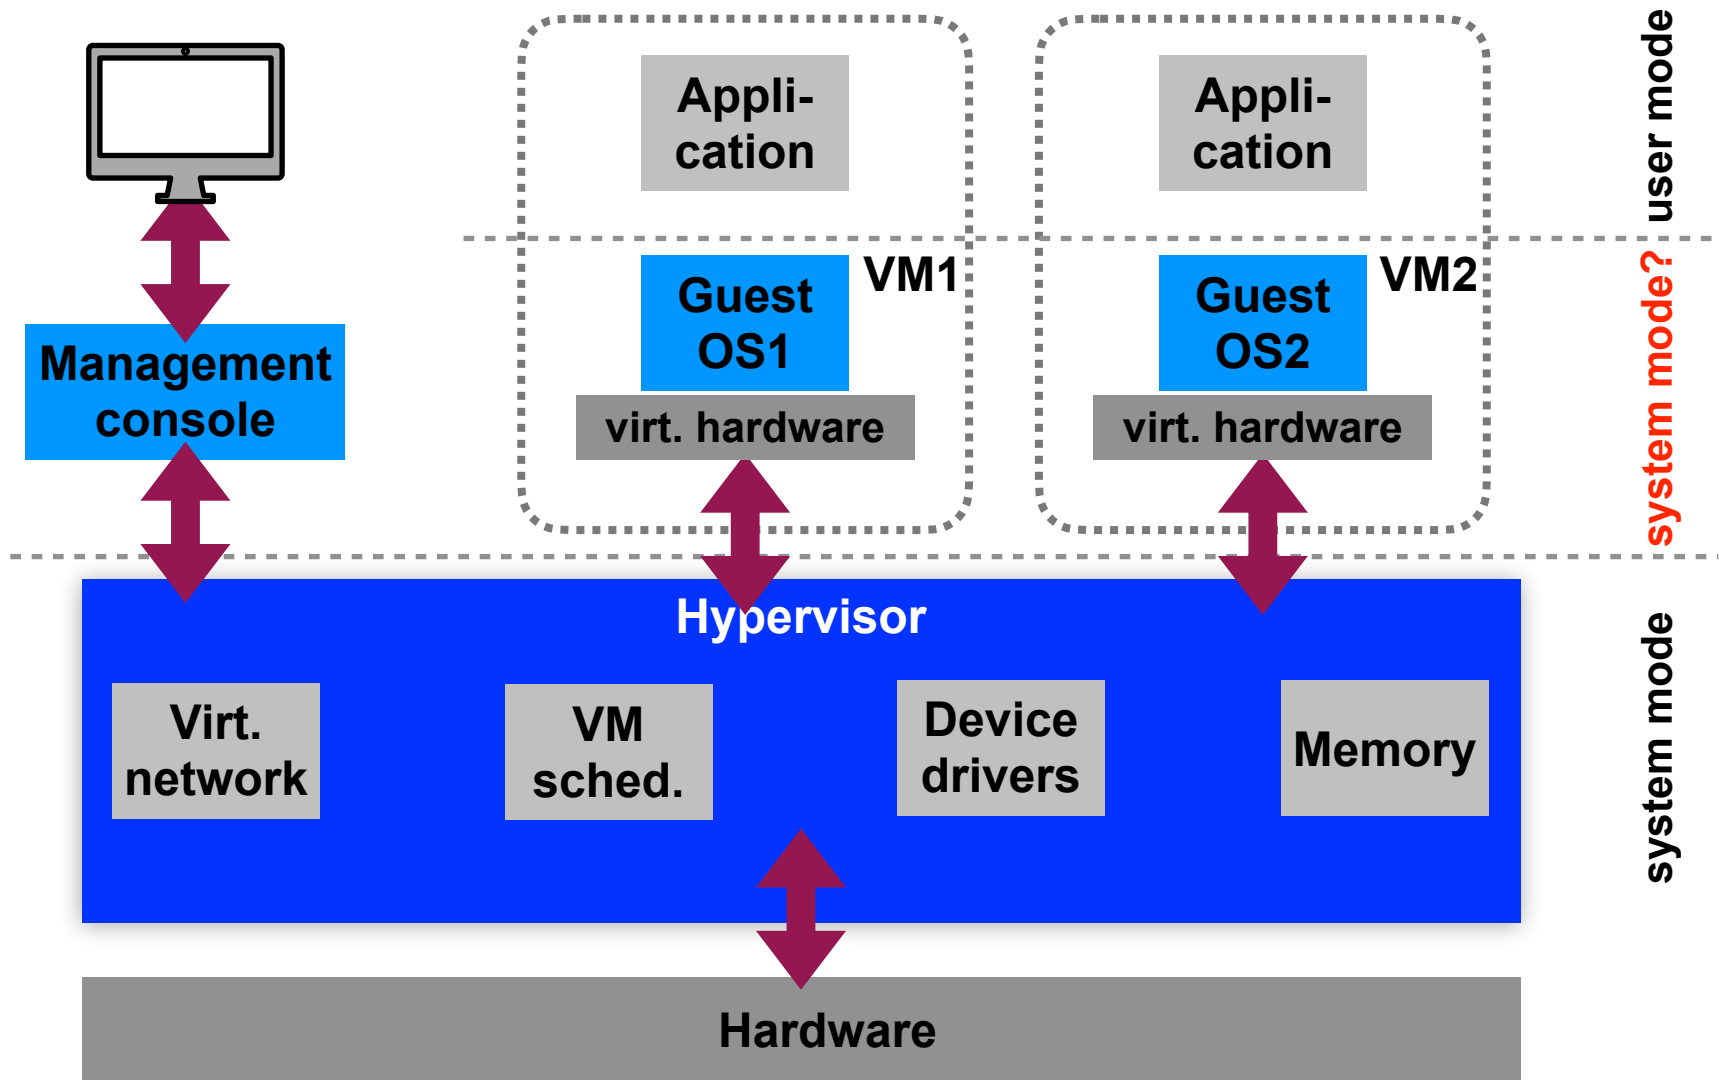 Appli-
cation
Appli-
cation
user mode
Management
console
Guest
OS1
VM1
virt. hardware
Guest
OS2
VM2
virt. hardware
system mode?
Hypervisor
Virt.
network
VM
sched.
Device
drivers
Memory
system mode
Hardware